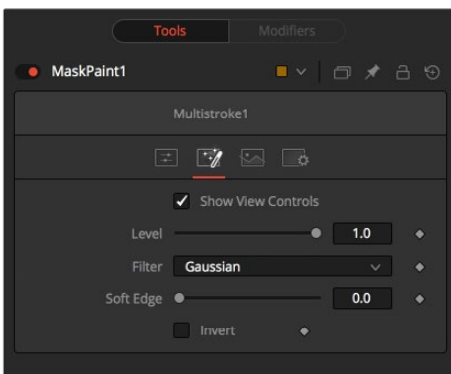 Tools Modifiers
MaskPaint1
Multistroke1
Show View Controls
Level 1.0
Filter Gaussian
Soft Edge 0.0
Invert